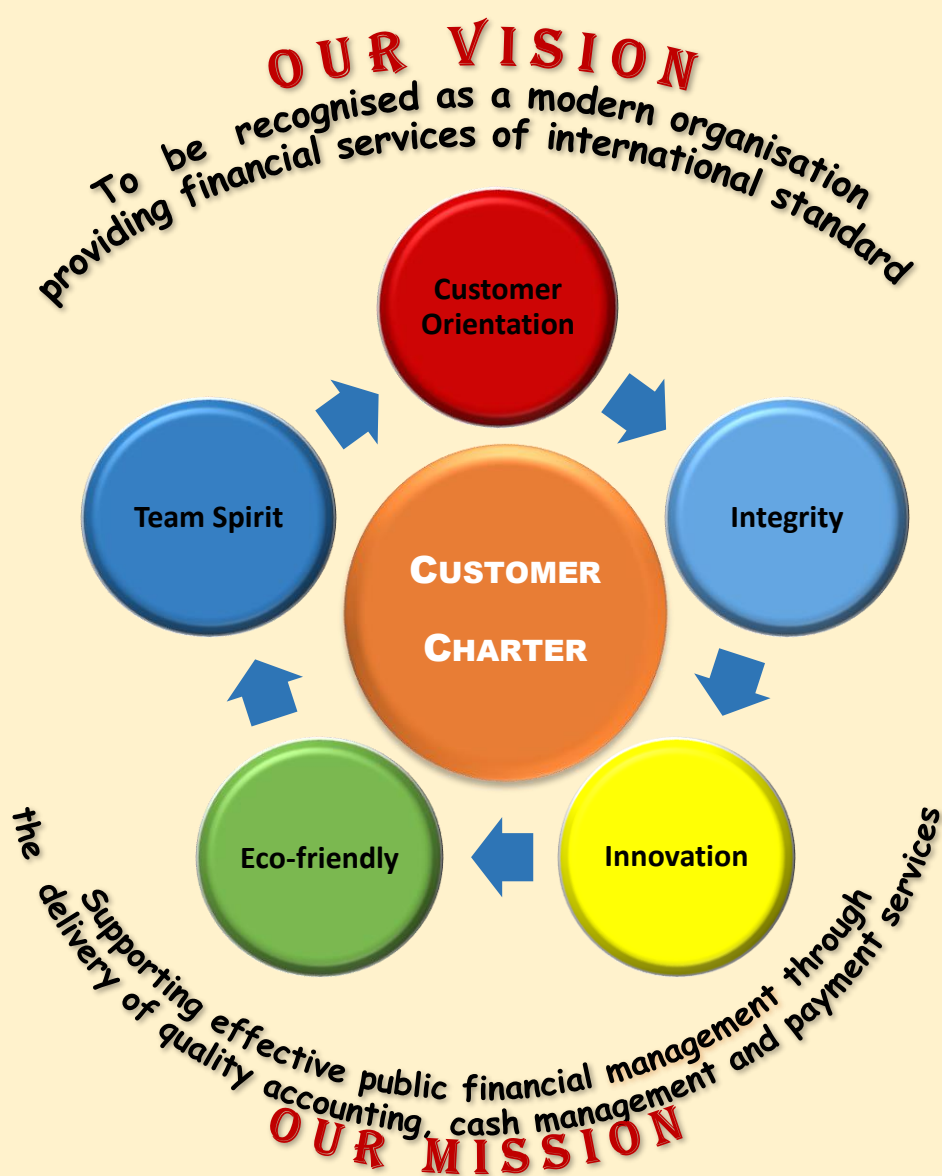 OUR VISION
To be recognised as a modern organisation
providing financial services of international standard
Customer
Orientation
Team Spirit
Integrity
CUSTOMER
CHARTER
Eco-friendly
Innovation
Supporting effective public financial management through
the delivery of quality accounting, cash management and payment services
OUR MISSION